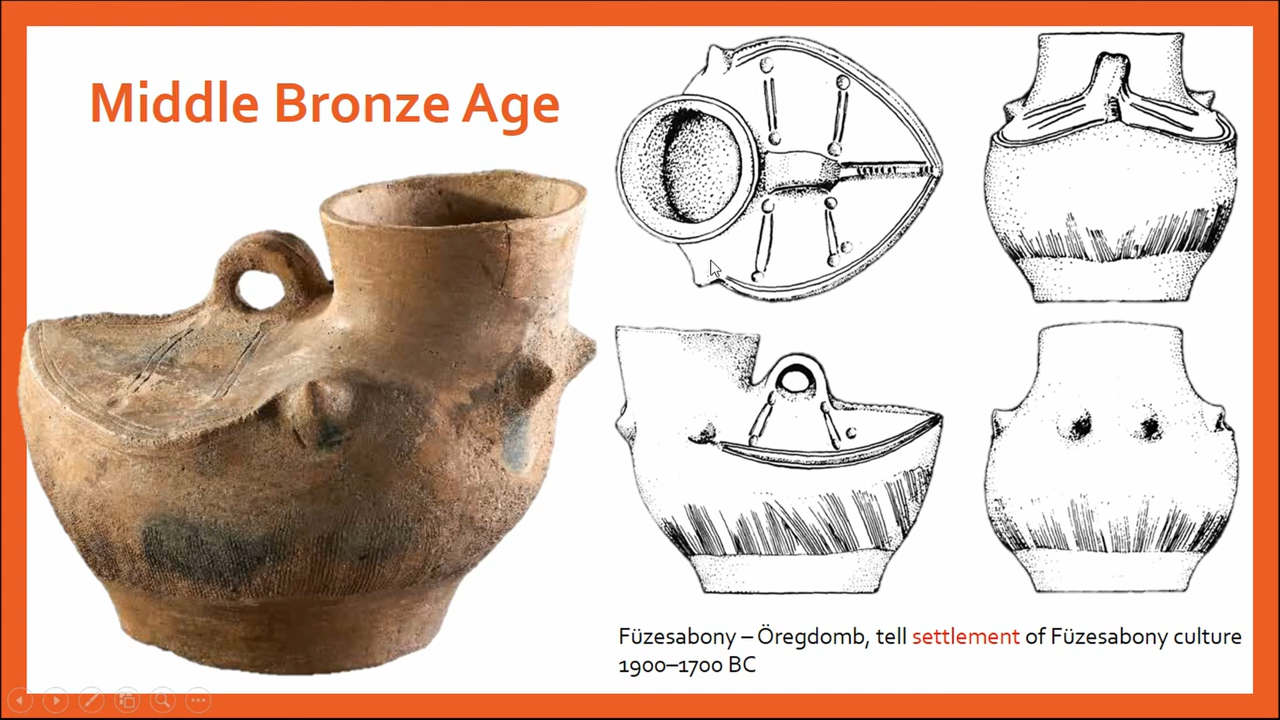 Middle Bronze Age
Füzesabony – Öregdomb, tell settlement of Füzesabony culture
1900–1700 BC